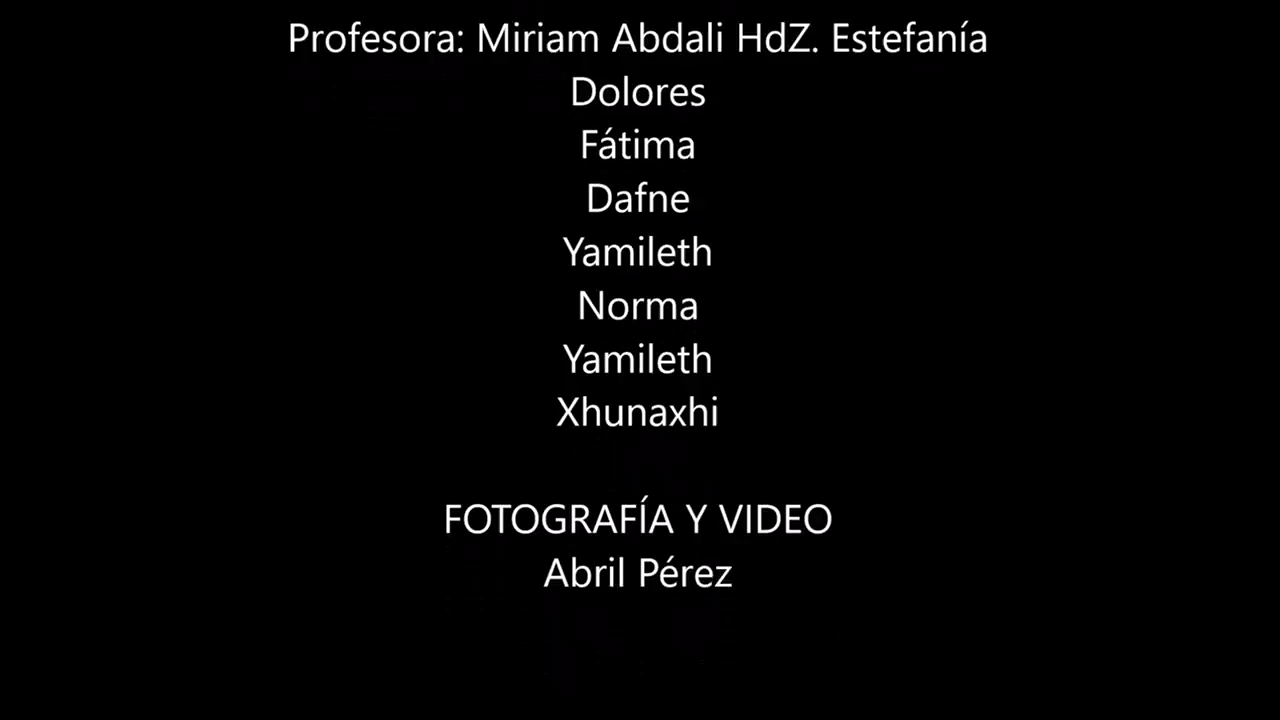 Profesora: Miriam Abdali HdZ. Estefanía
Dolores
Fátima
Dafne
Yamileth
Norma
Yamileth
Xhunaxhi
FOTOGRAFÍA Y VIDEO
Abril Pérez